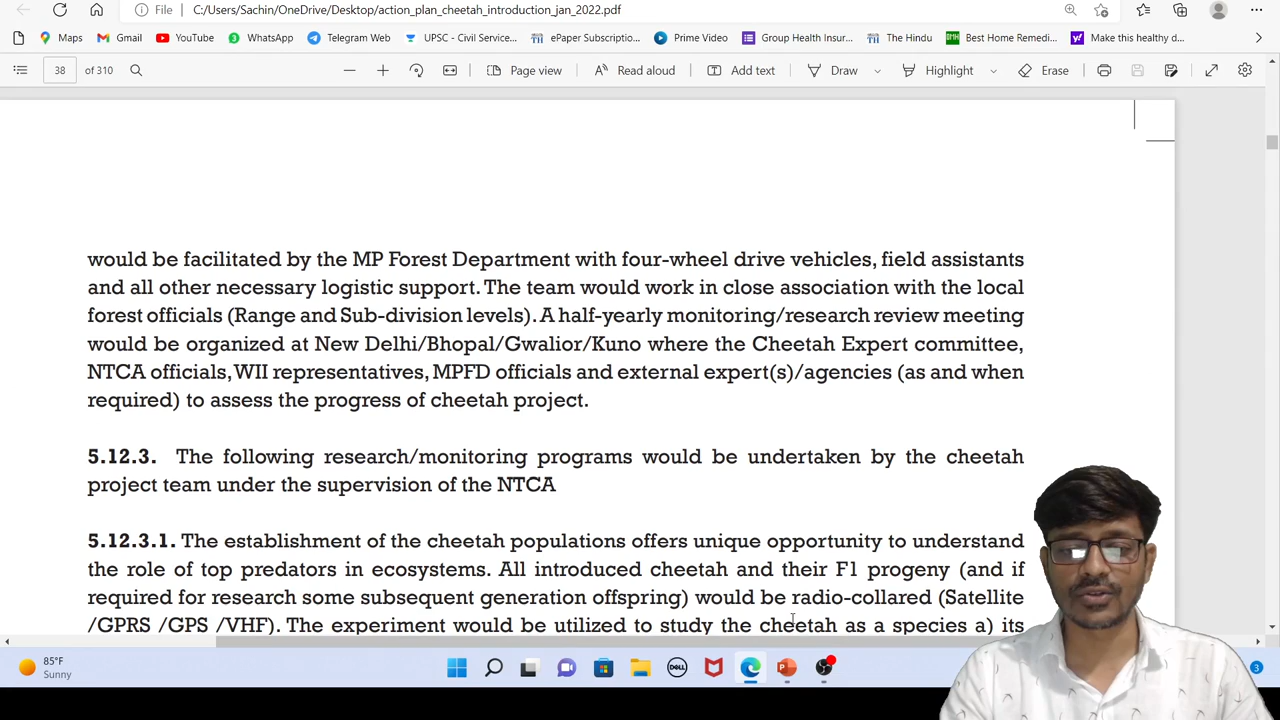 File C:/Users/Sachin/OneDrive/Desktop/action_plan_cheetah_introduction_jan_2022.pdf
Maps Gmail YouTube WhatsApp Telegram Web UPSC - Civil Service... ePaper Subscriptio... Prime Video Group Health Insur... The Hindu BMH Best Home Remedi... Make this healthy d...
38 of 310 Page view Read aloud Add text Draw Highlight Erase
would be facilitated by the MP Forest Department with four-wheel drive vehicles, field assistants
and all other necessary logistic support. The team would work in close association with the local
forest officials (Range and Sub-division levels). A half-yearly monitoring/research review meeting
would be organized at New Delhi/Bhopal/Gwalior/Kuno where the Cheetah Expert committee,
NTCA officials, WII representatives, MPFD officials and external expert(s)/agencies (as and when
required) to assess the progress of cheetah project.
5.12.3. The following research/monitoring programs would be undertaken by the cheetah
project team under the supervision of the NTCA
5.12.3.1. The establishment of the cheetah populations offers unique opportunity to understand
the role of top predators in ecosystems. All introduced cheetah and their F1 progeny (and if
required for research some subsequent generation offspring) would be radio-collared (Satellite
/GPRS /GPS /VHF). The experiment would be utilized to study the cheetah as a species a) its
85°F
Sunny
DELL
3